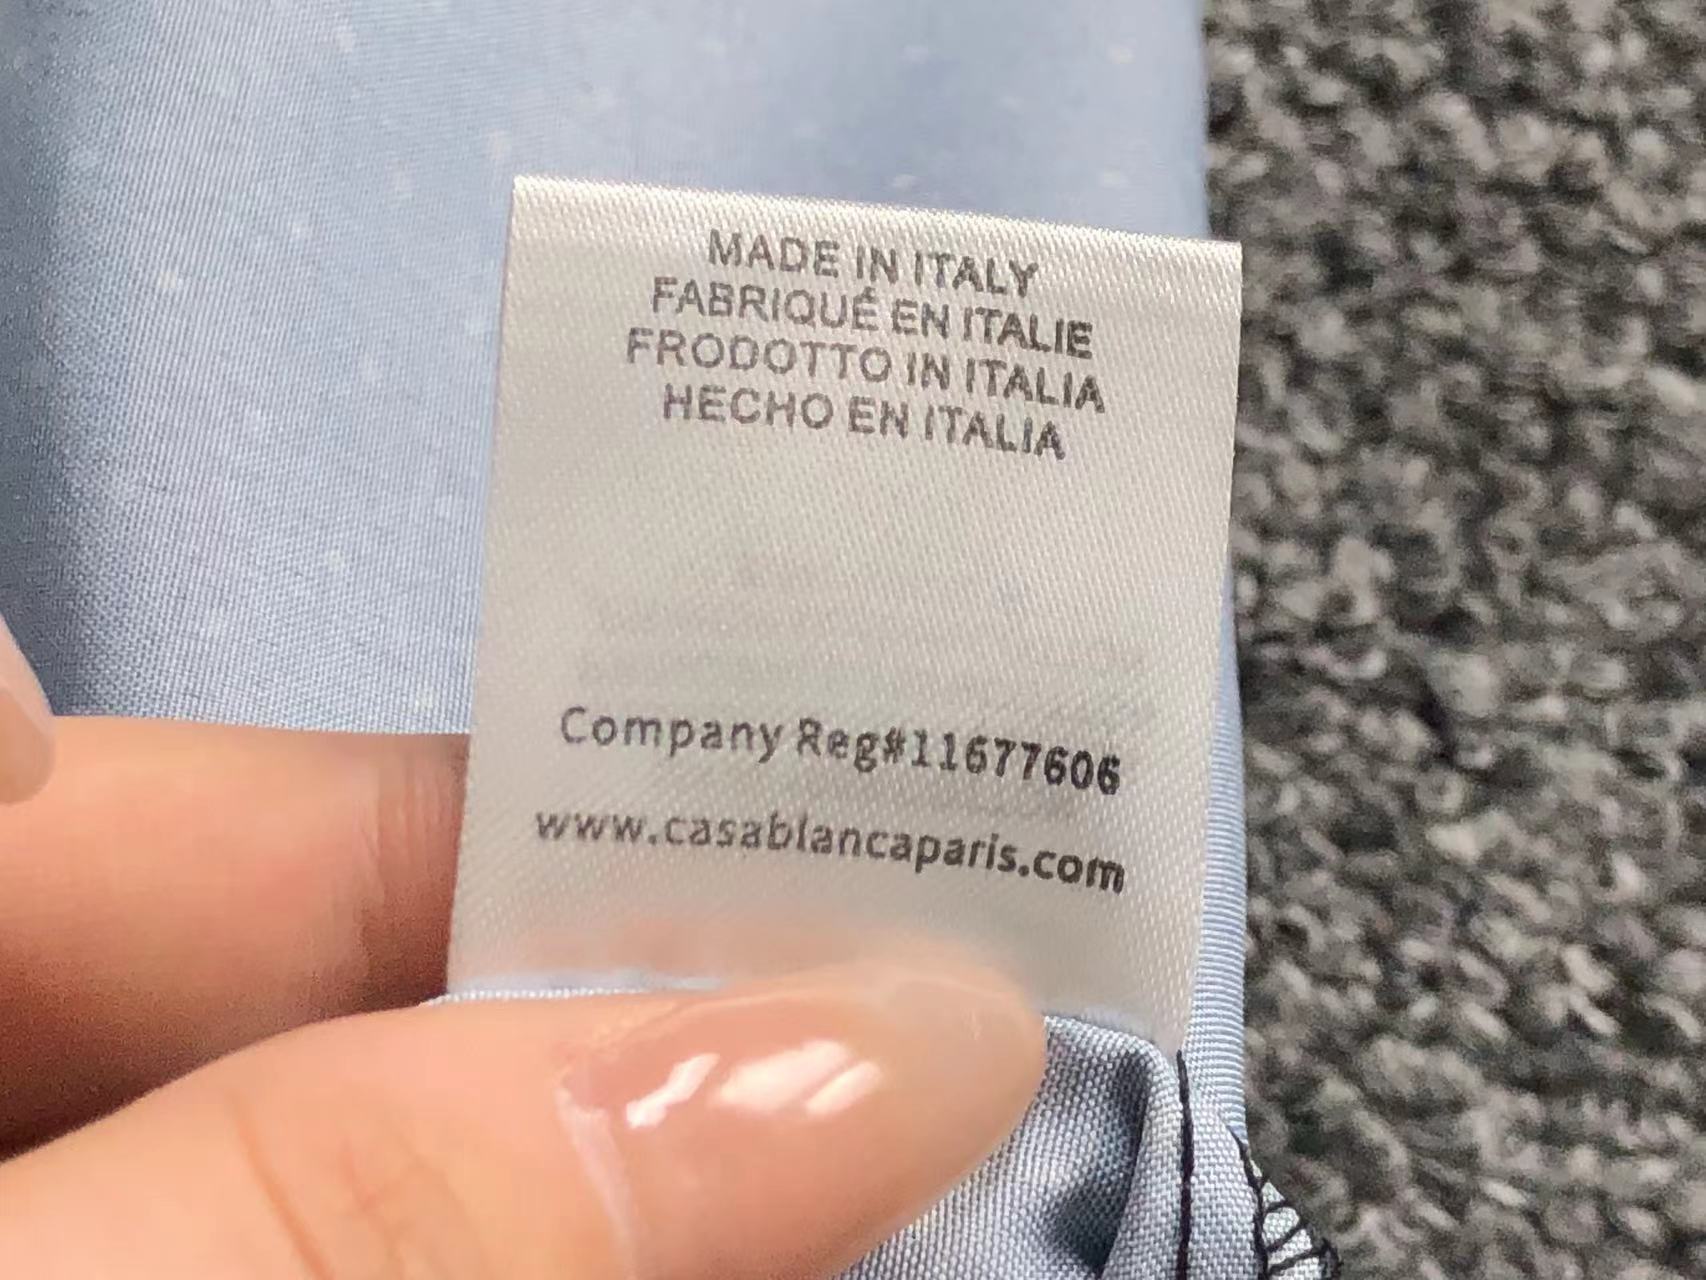 MADE IN ITALY
FABRIQUÉ EN ITALIE
FRODOTTO IN ITALIA
HECHO EN ITALIA
Company Reg#11677606
www.casablancaparis.com